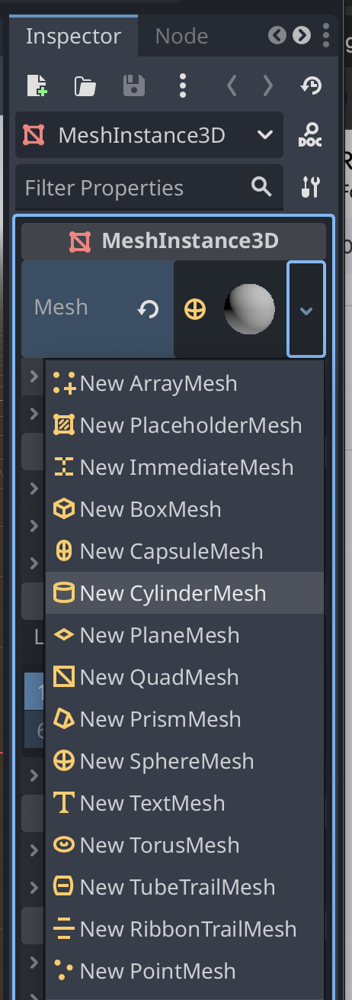 Inspector
Node
DOC
MeshInstance3D
Filter Properties
MeshInstance3D
Mesh
New ArrayMesh
New PlaceholderMesh
New ImmediateMesh
New BoxMesh
New CapsuleMesh
New CylinderMesh
New PlaneMesh
New QuadMesh
New PrismMesh
New SphereMesh
New TextMesh
New TorusMesh
New TubeTrailMesh
New RibbonTrailMesh
New PointMesh